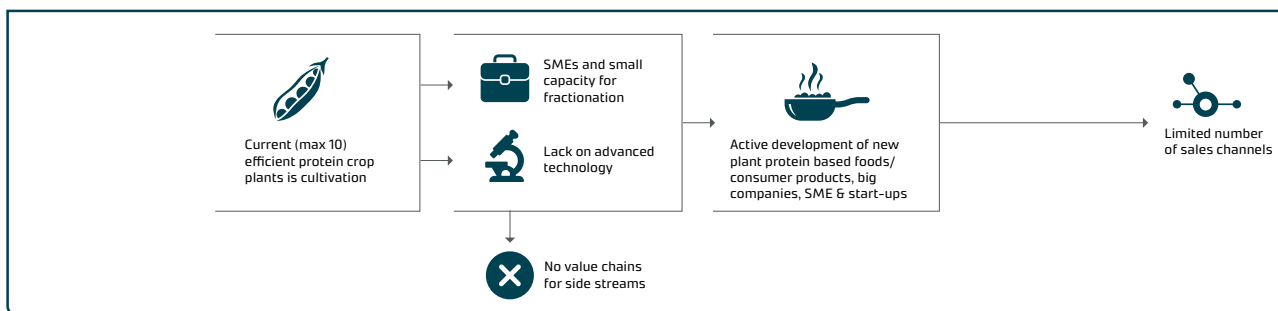 Current (max 10)
efficient protein crop
plants is cultivation
SMEs and small
capacity for
fractionation
Lack on advanced
technology
No value chains
for side streams
Active development of new
plant protein based foods/
consumer products, big
companies, SME & start-ups
Limited number
of sales channels